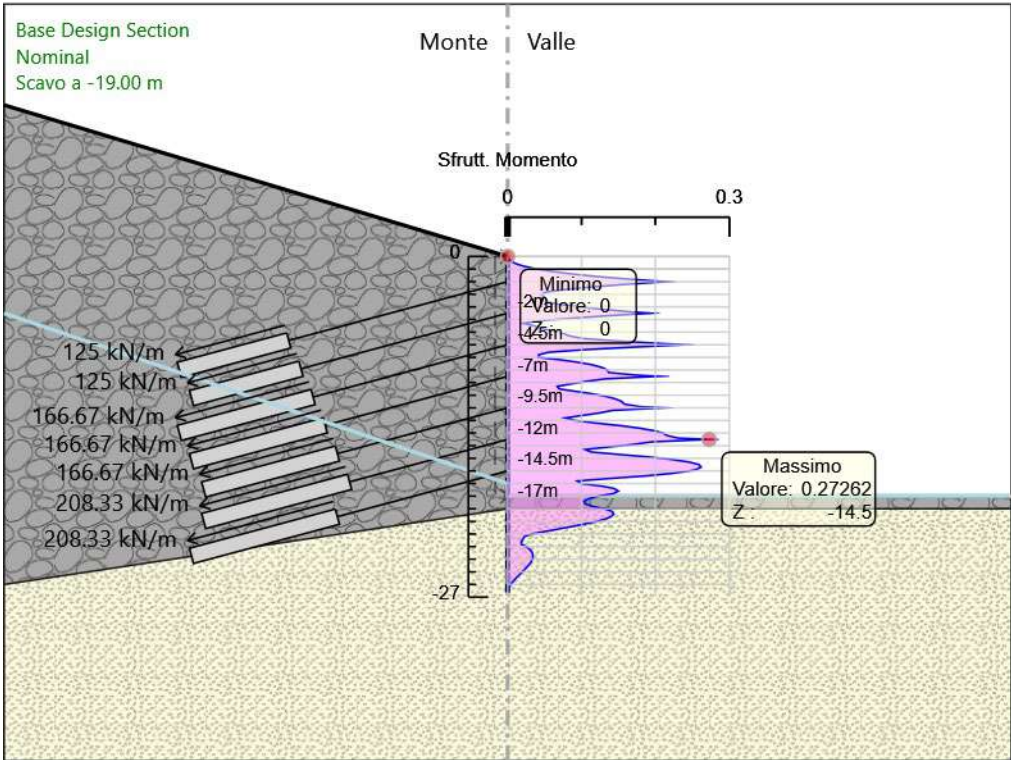 Base Design Section
Nominal
Scavo a -19.00 m
Monte
Valle
Sfrutt. Momento
0
0.3
0
Minimo
Valore: 0
Z : 0
-2m
-4.5m
-7m
-9.5m
-12m
-14.5m
-17m
-27
125 kN/m
125 kN/m
166.67 kN/m
166.67 kN/m
166.67 kN/m
208.33 kN/m
208.33 kN/m
Massimo
Valore: 0.27262
Z : -14.5